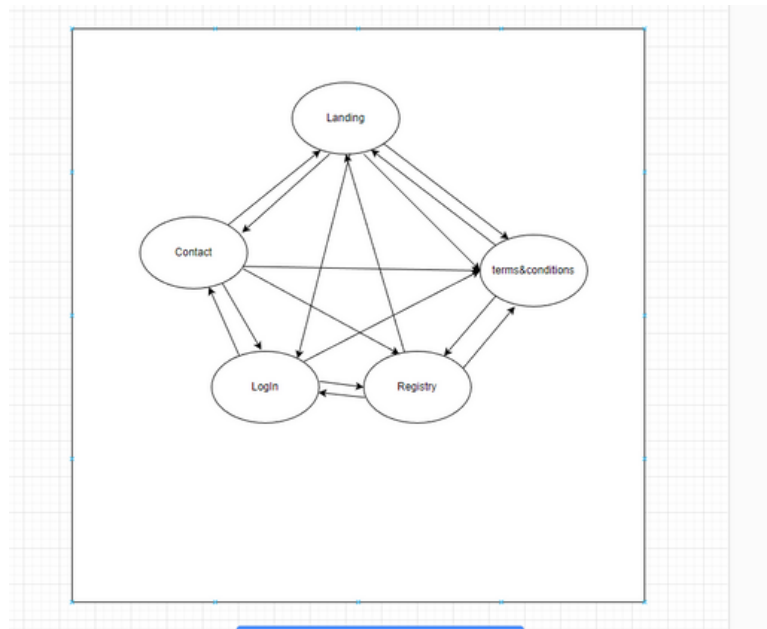 Landing
Contact
terms&conditions
LogIn
Registry